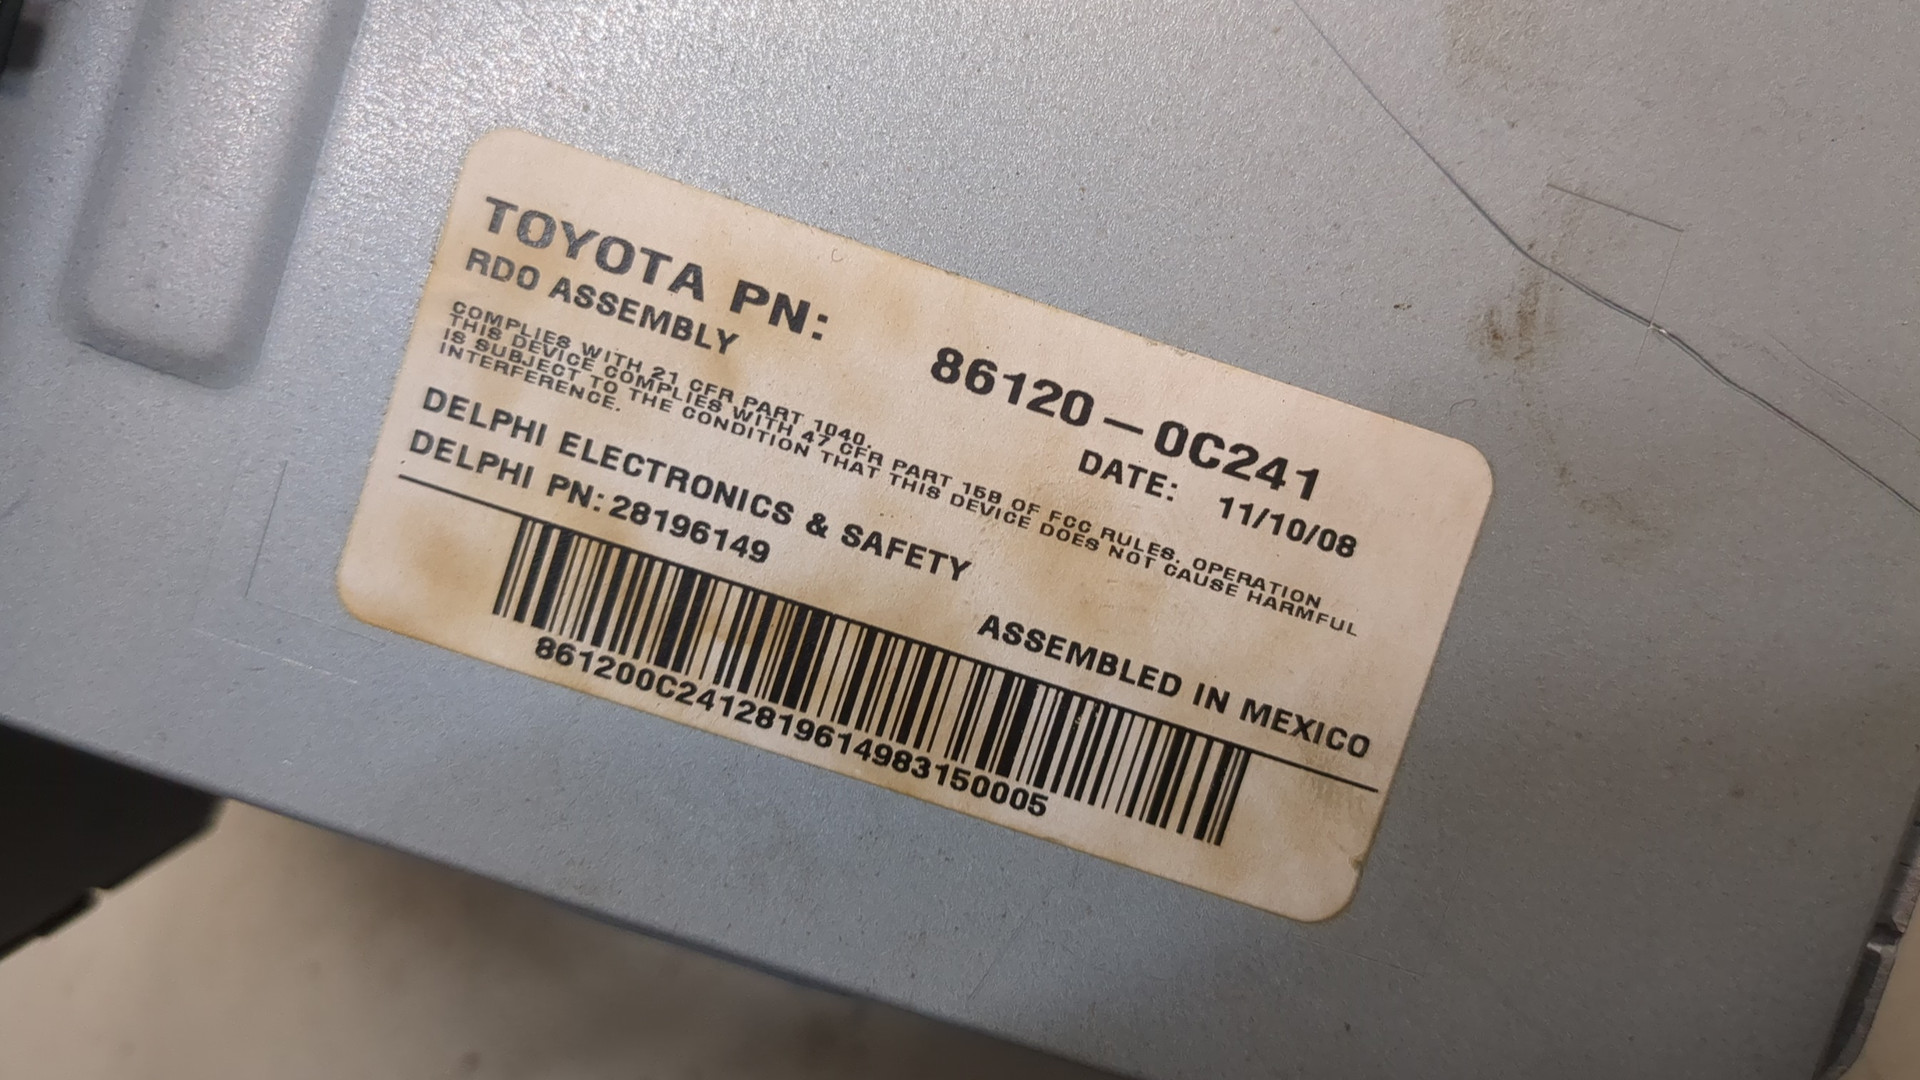 TOYOTA PN: 86120-0C241
RDO ASSEMBLY DATE: 11/10/08
COMPLIES WITH 21 CFR PART 1040.
THIS DEVICE COMPLIES WITH 47 CFR PART 15B OF FCC RULES. OPERATION
IS SUBJECT TO THE CONDITION THAT THIS DEVICE DOES NOT CAUSE HARMFUL
INTERFERENCE.
DELPHI ELECTRONICS & SAFETY
DELPHI PN: 28196149 ASSEMBLED IN MEXICO
861200C2412819614983150005